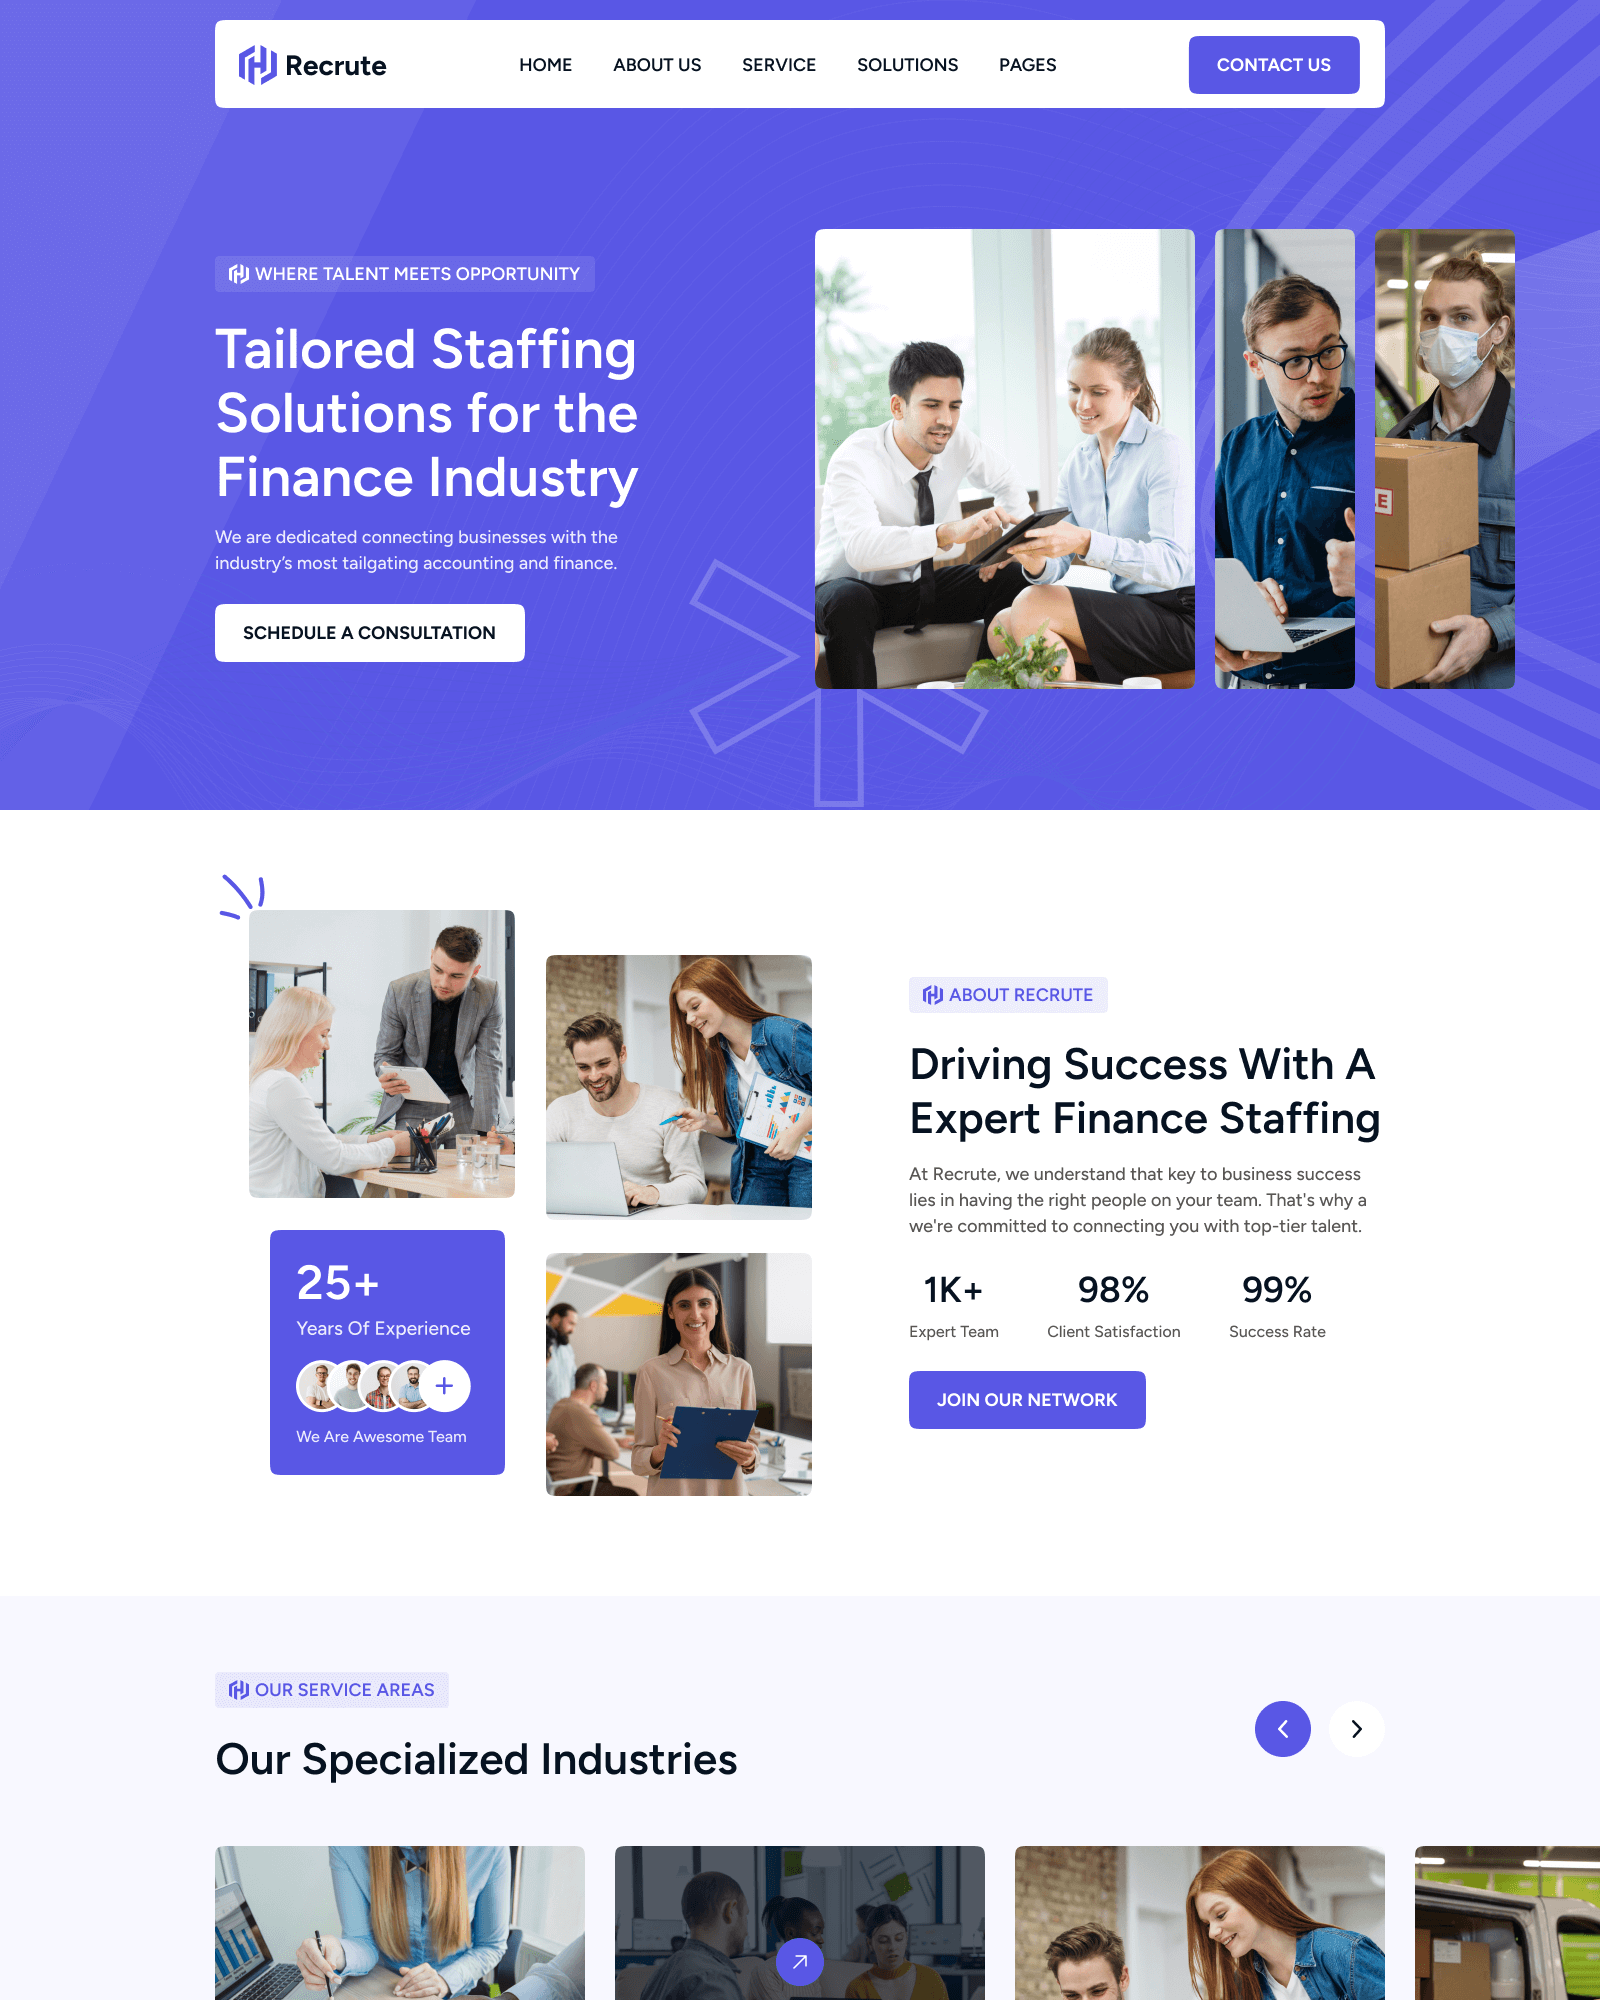 Recrute
HOME
ABOUT US
SERVICE
SOLUTIONS
PAGES
CONTACT US
WHERE TALENT MEETS OPPORTUNITY
Tailored Staffing
Solutions for the
Finance Industry
We are dedicated connecting businesses with the
industry’s most tailgating accounting and finance.
SCHEDULE A CONSULTATION
25+
Years Of Experience
We Are Awesome Team
ABOUT RECRUTE
Driving Success With A
Expert Finance Staffing
At Recrute, we understand that key to business success
lies in having the right people on your team. That's why a
we're committed to connecting you with top-tier talent.
1K+
Expert Team
98%
Client Satisfaction
99%
Success Rate
JOIN OUR NETWORK
OUR SERVICE AREAS
Our Specialized Industries